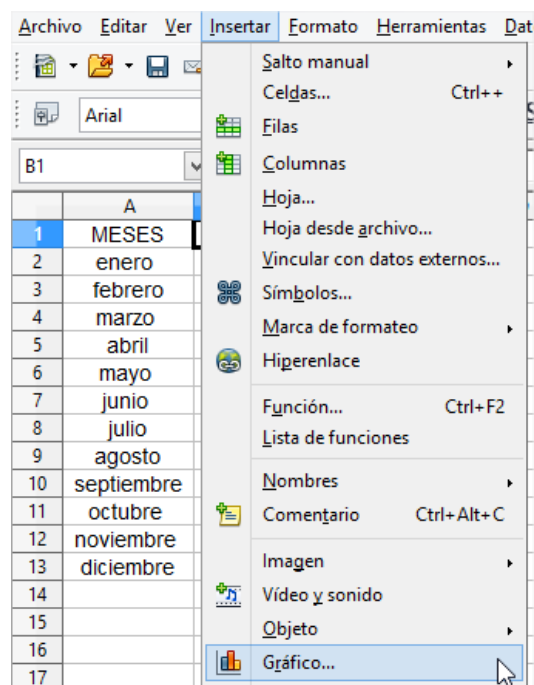 Archivo Editar Ver Insertar Formato Herramientas Dat
Arial
B1
Salto manual
Celdas... Ctrl++
Filas
Columnas
Hoja...
Hoja desde archivo...
Vincular con datos externos...
Símbolos...
Marca de formateo
Hiperenlace
Función... Ctrl+F2
Lista de funciones
Nombres
Comentario Ctrl+Alt+C
Imagen
Vídeo y sonido
Objeto
Gráfico...
A
1 MESES
2 enero
3 febrero
4 marzo
5 abril
6 mayo
7 junio
8 julio
9 agosto
10 septiembre
11 octubre
12 noviembre
13 diciembre
14
15
16
17